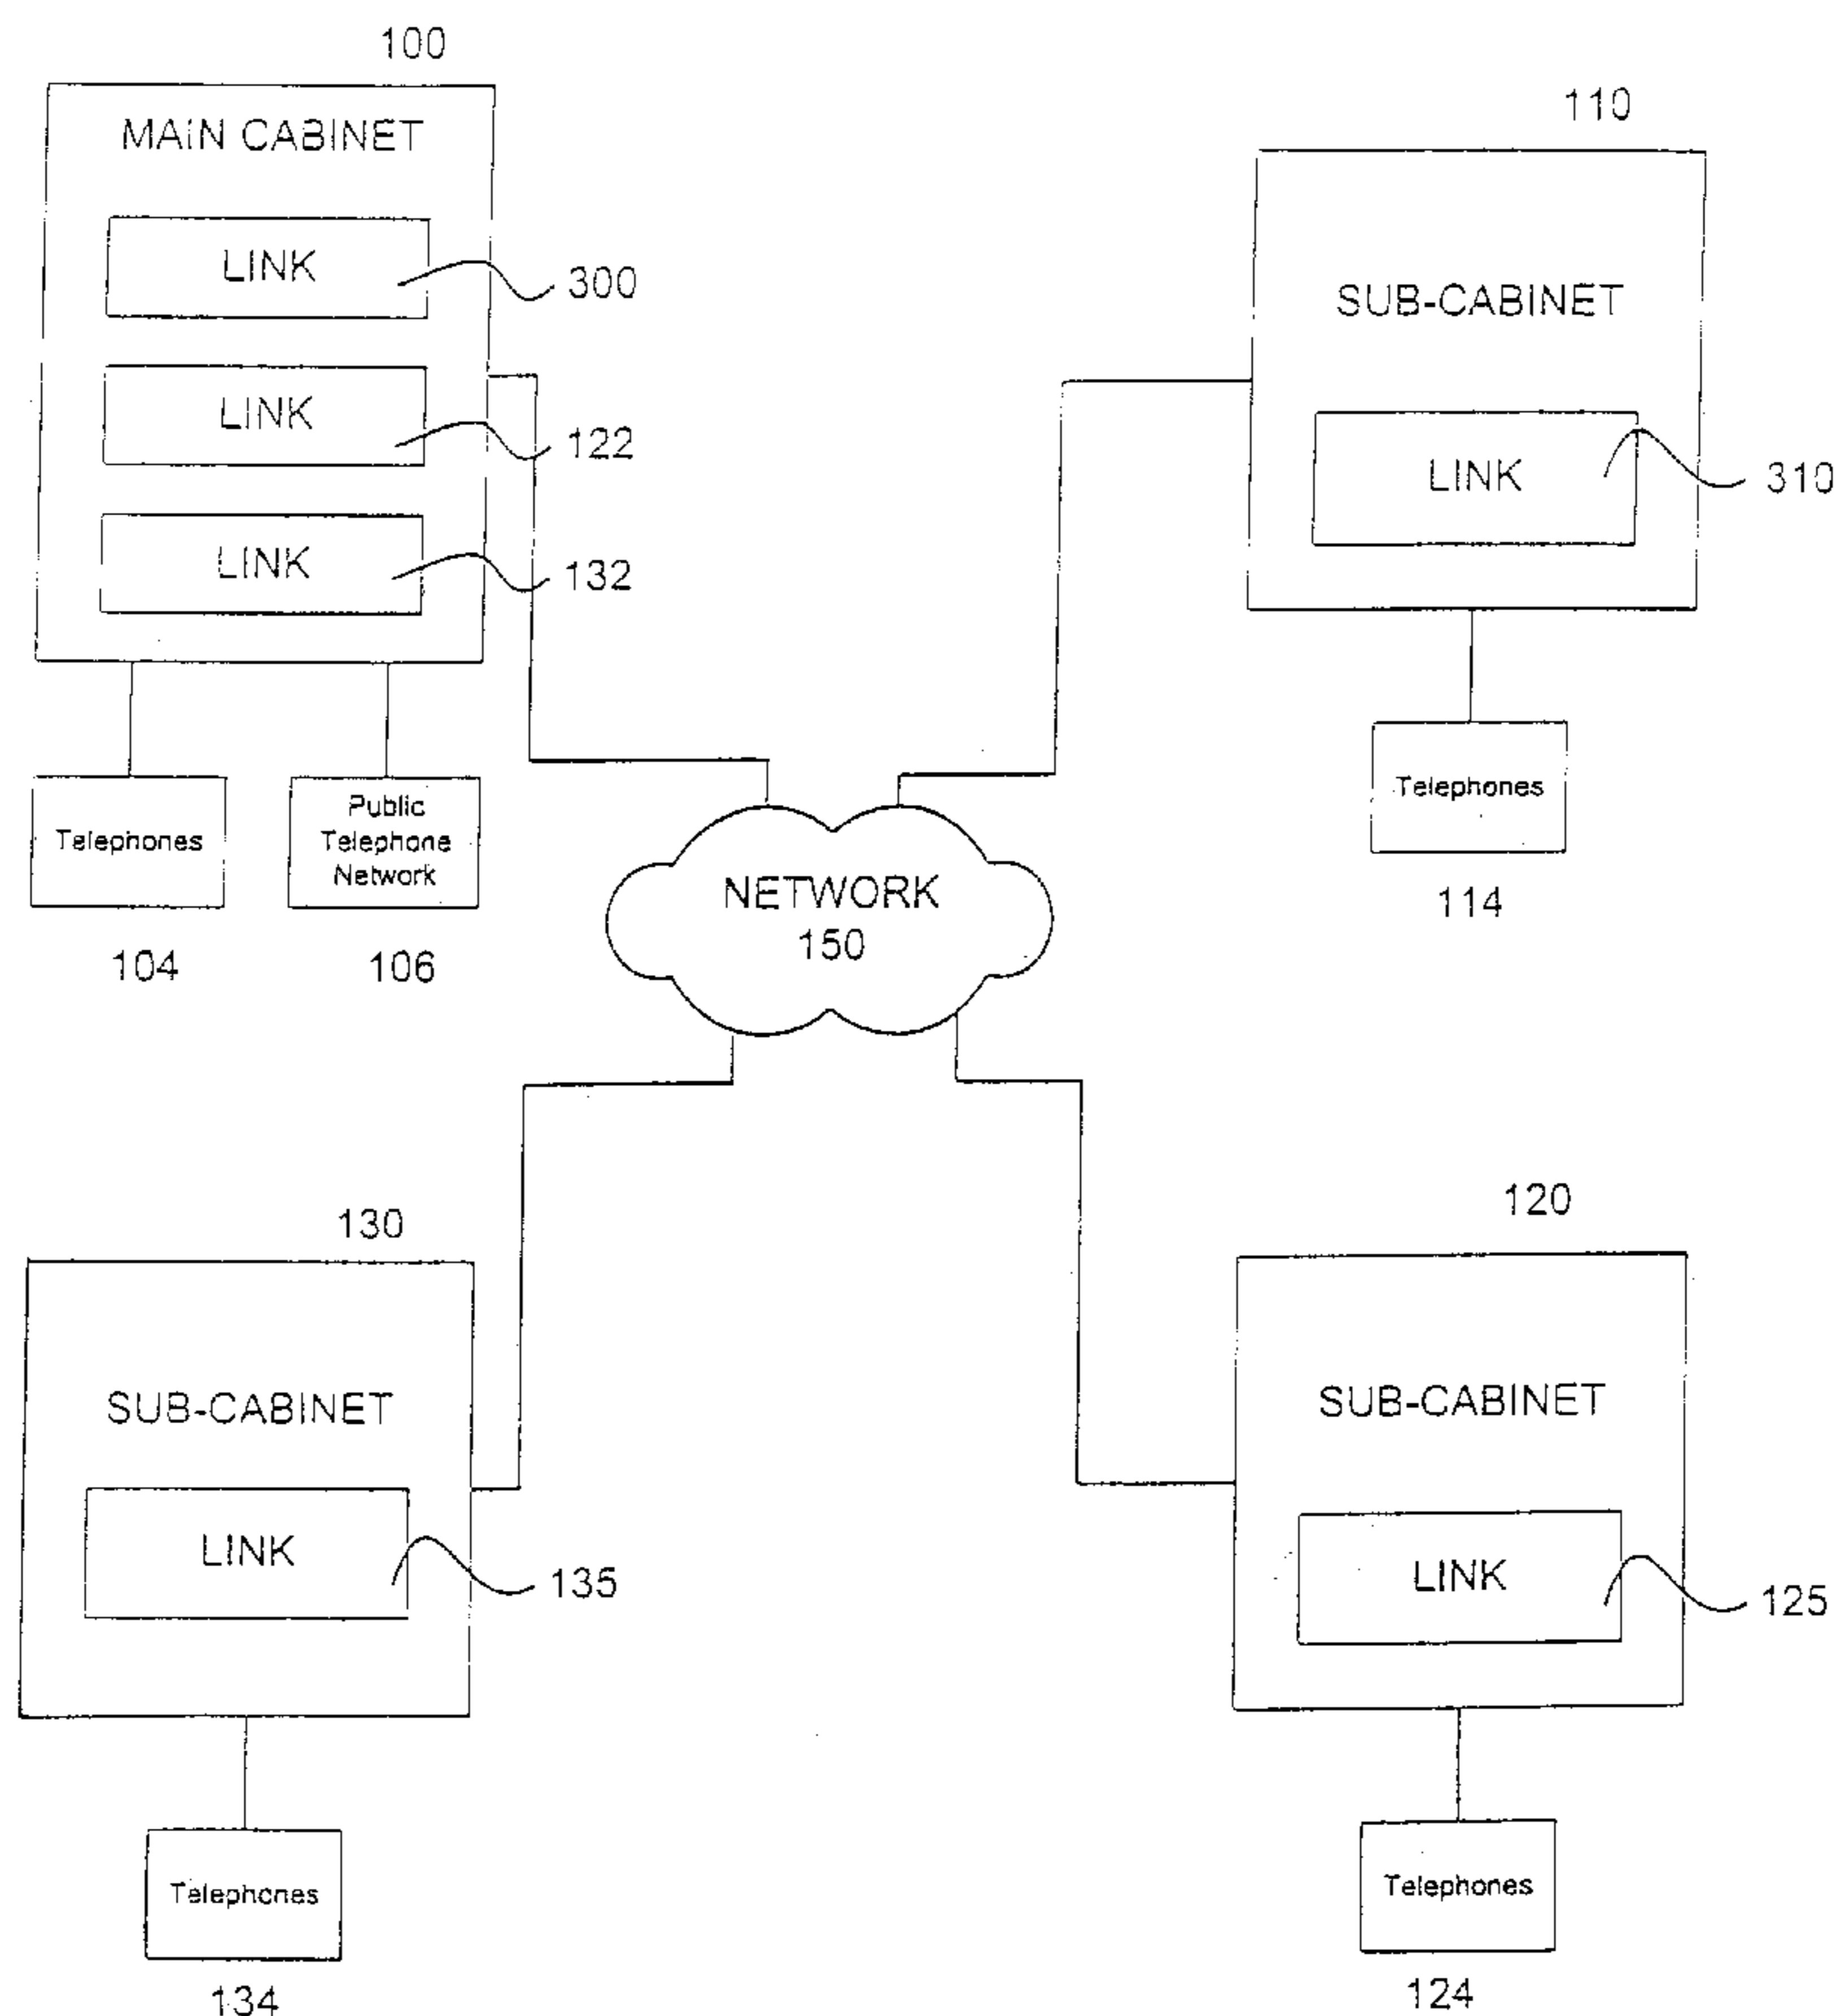 100
MAIN CABINET
LINK
300
LINK
122
LINK
132
Telephones
104
Public
Telephone
Network
106
110
SUB-CABINET
LINK
310
Telephones
114
NETWORK
150
130
SUB-CABINET
LINK
135
Telephones
134
120
SUB-CABINET
LINK
125
Telephones
124